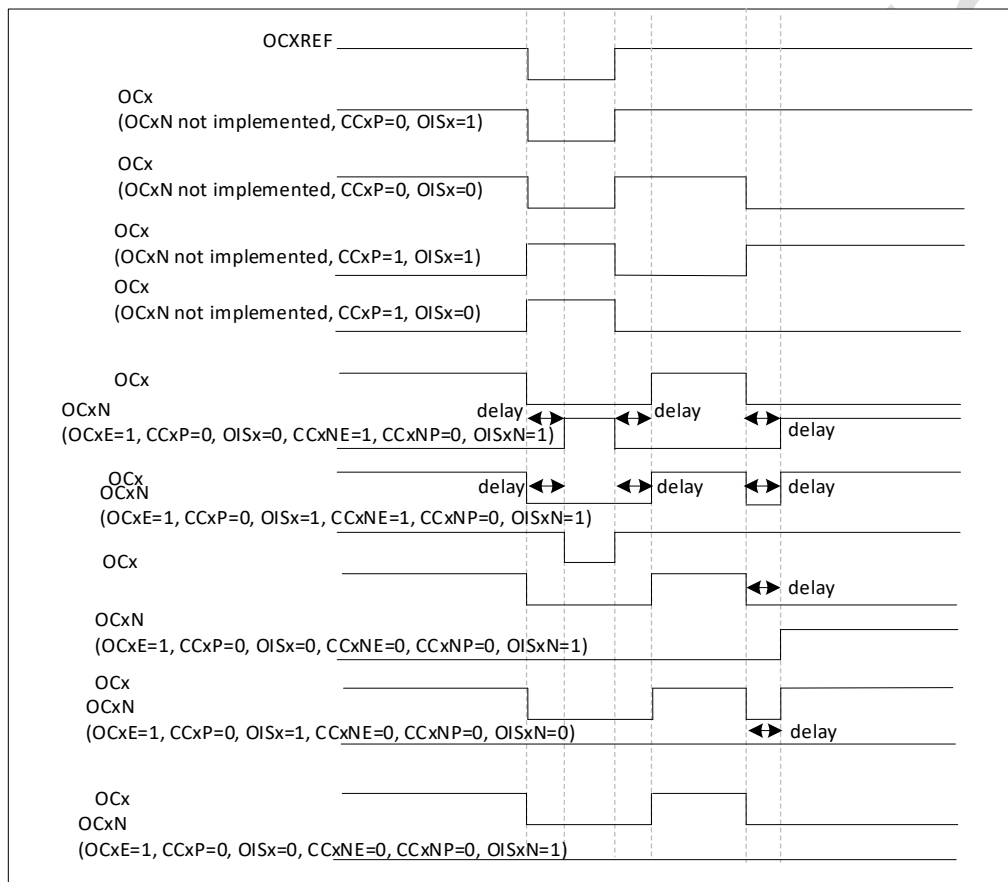 OCXREF
OCx
(OCxN not implemented, CCxP=0, OISx=1)
OCx
(OCxN not implemented, CCxP=0, OISx=0)
OCx
(OCxN not implemented, CCxP=1, OISx=1)
OCx
(OCxN not implemented, CCxP=1, OISx=0)
OCx
OCxN
delay
delay
(OCxE=1, CCxP=0, OISx=0, CCxNE=1, CCxNP=0, OISxN=1)
delay
OCx
OCxN
delay
delay
delay
(OCxE=1, CCxP=0, OISx=1, CCxNE=1, CCxNP=0, OISxN=1)
OCx
delay
OCxN
(OCxE=1, CCxP=0, OISx=0, CCxNE=0, CCxNP=0, OISxN=1)
OCx
OCxN
(OCxE=1, CCxP=0, OISx=1, CCxNE=0, CCxNP=0, OISxN=0)
delay
OCx
OCxN
(OCxE=1, CCxP=0, OISx=0, CCxNE=0, CCxNP=0, OISxN=1)